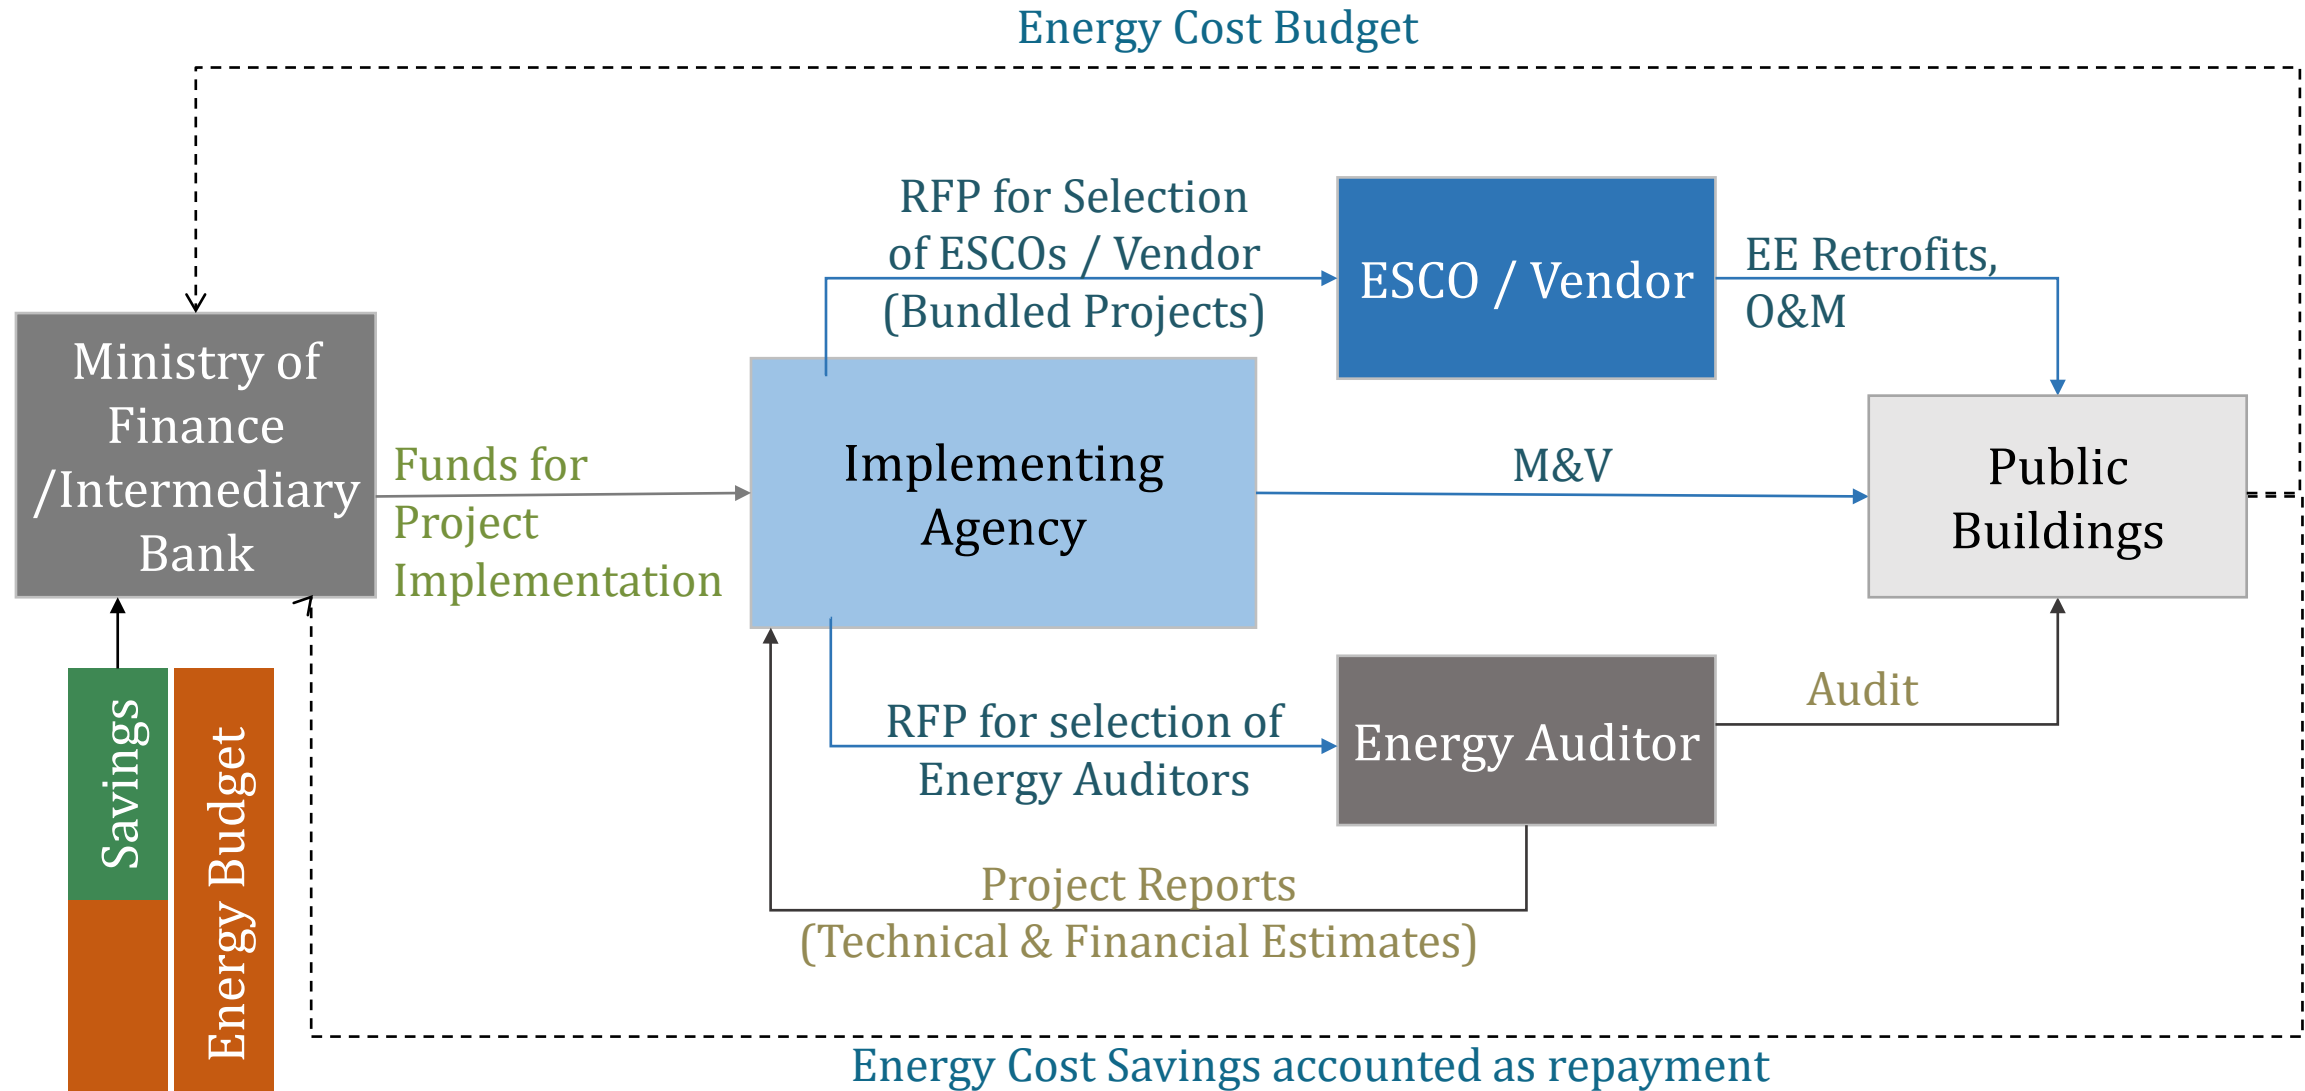 Energy Cost Budget
RFP for Selection
of ESCOs / Vendor
(Bundled Projects)
ESCO / Vendor
EE Retrofits,
O&M
Ministry of
Finance
/Intermediary
Bank
Funds for
Project
Implementation
Implementing
Agency
M&V
Public
Buildings
Savings
Energy Budget
RFP for selection of
Energy Auditors
Energy Auditor
Audit
Project Reports
(Technical & Financial Estimates)
Energy Cost Savings accounted as repayment